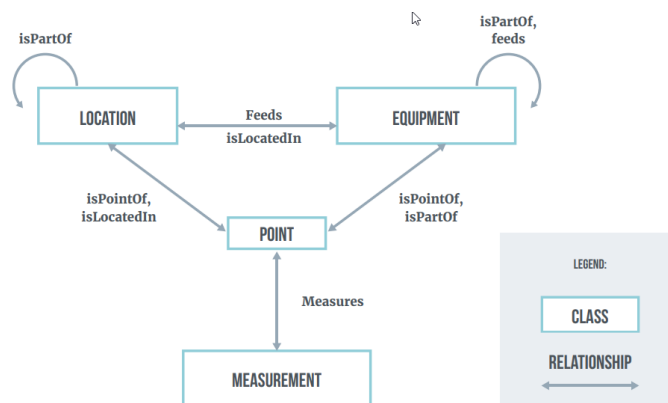 isPartOf
isPartOf,
feeds
LOCATION
Feeds
isLocatedIn
EQUIPMENT
isPointOf,
isLocatedIn
isPointOf,
isPartOf
POINT
Measures
MEASUREMENT
LEGEND:
CLASS
RELATIONSHIP